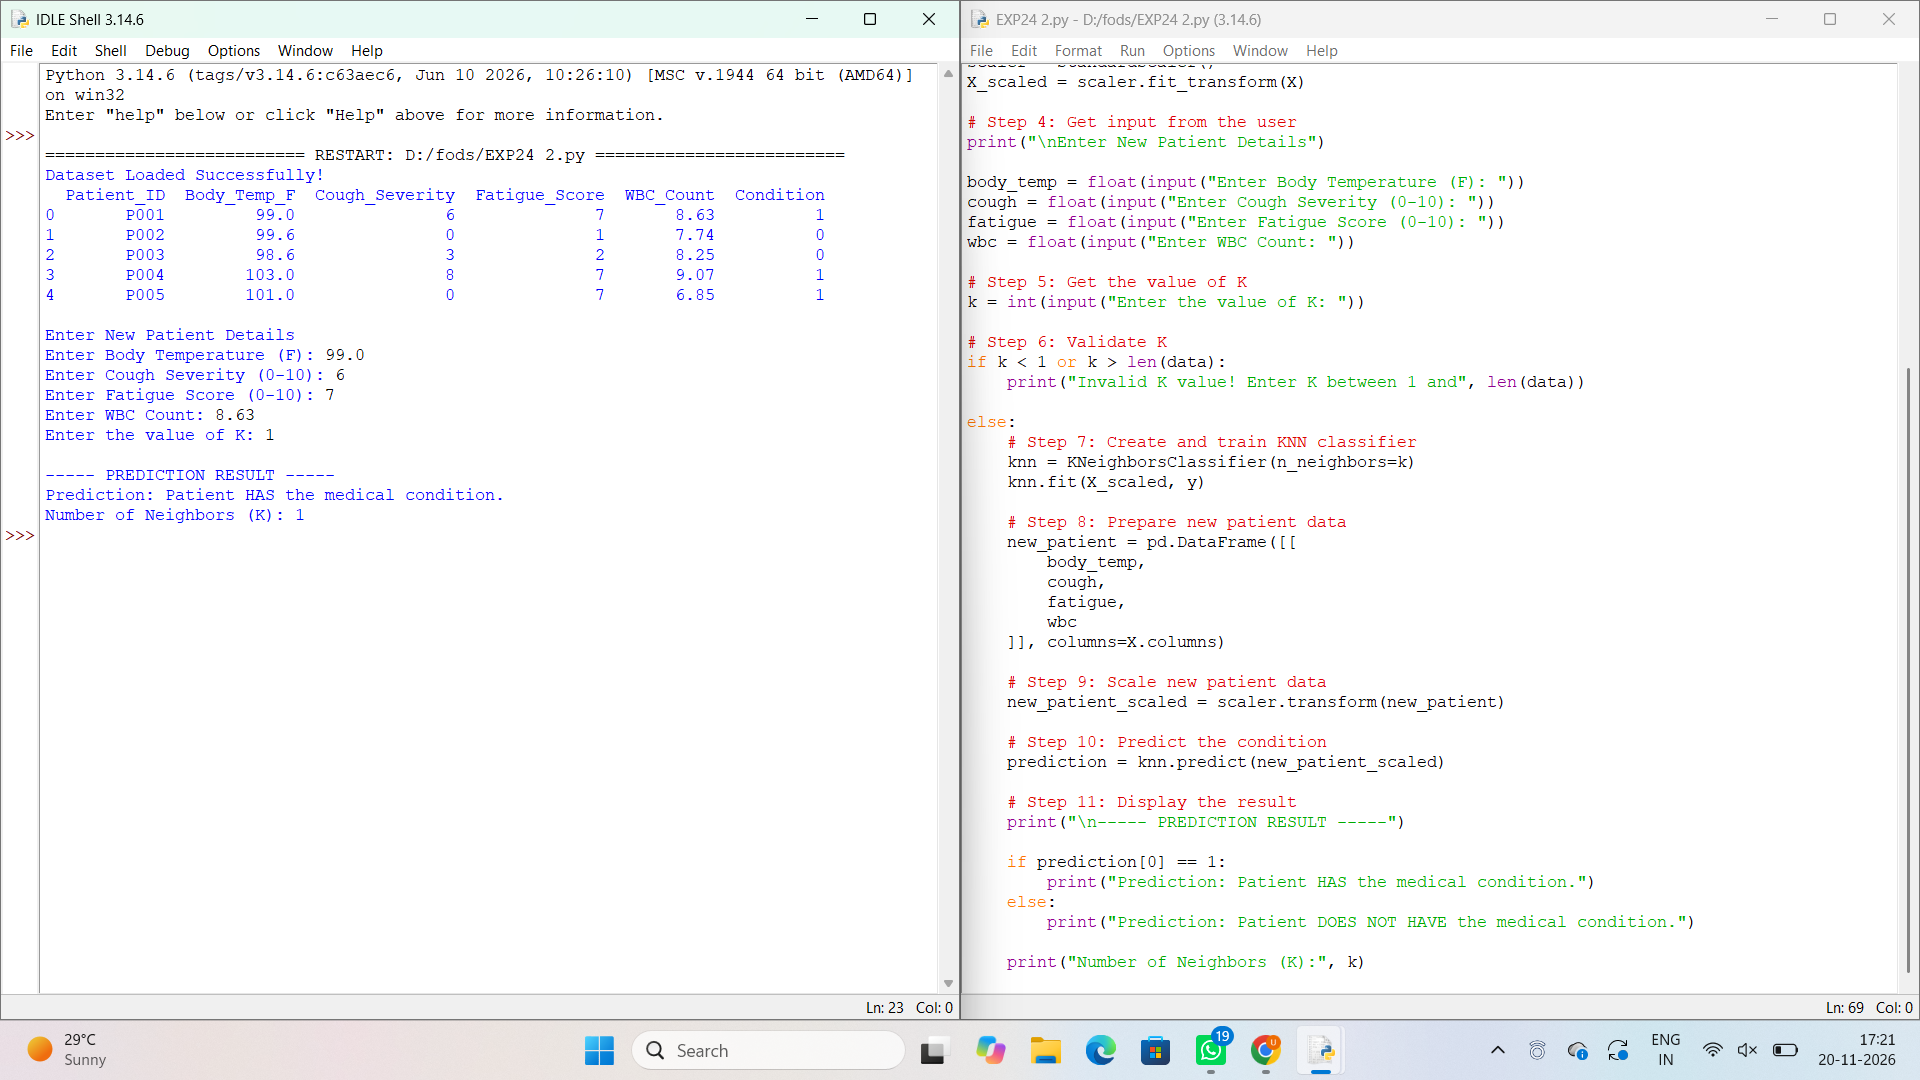 IDLE Shell 3.14.6
File Edit Shell Debug Options Window Help
Python 3.14.6 (tags/v3.14.6:c63aec6, Jun 10 2026, 10:26:10) [MSC v.1944 64 bit (AMD64)]
on win32
Enter "help" below or click "Help" above for more information.
>>>
========================== RESTART: D:/fods/EXP24 2.py =========================
Dataset Loaded Successfully!
  Patient_ID  Body_Temp_F  Cough_Severity  Fatigue_Score  WBC_Count  Condition
0       P001         99.0               6              7       8.63          1
1       P002         99.6               0              1       7.74          0
2       P003         98.6               3              2       8.25          0
3       P004        103.0               8              7       9.07          1
4       P005        101.0               0              7       6.85          1
Enter New Patient Details
Enter Body Temperature (F): 99.0
Enter Cough Severity (0-10): 6
Enter Fatigue Score (0-10): 7
Enter WBC Count: 8.63
Enter the value of K: 1
----- PREDICTION RESULT -----
Prediction: Patient HAS the medical condition.
Number of Neighbors (K): 1
>>>
Ln: 23 Col: 0
EXP24 2.py - D:/fods/EXP24 2.py (3.14.6)
File Edit Format Run Options Window Help
scaler = StandardScaler()
X_scaled = scaler.fit_transform(X)
# Step 4: Get input from the user
print("\nEnter New Patient Details")
body_temp = float(input("Enter Body Temperature (F): "))
cough = float(input("Enter Cough Severity (0-10): "))
fatigue = float(input("Enter Fatigue Score (0-10): "))
wbc = float(input("Enter WBC Count: "))
# Step 5: Get the value of K
k = int(input("Enter the value of K: "))
# Step 6: Validate K
if k < 1 or k > len(data):
    print("Invalid K value! Enter K between 1 and", len(data))
else:
    # Step 7: Create and train KNN classifier
    knn = KNeighborsClassifier(n_neighbors=k)
    knn.fit(X_scaled, y)
    # Step 8: Prepare new patient data
    new_patient = pd.DataFrame([[
        body_temp,
        cough,
        fatigue,
        wbc
    ]], columns=X.columns)
    # Step 9: Scale new patient data
    new_patient_scaled = scaler.transform(new_patient)
    # Step 10: Predict the condition
    prediction = knn.predict(new_patient_scaled)
    # Step 11: Display the result
    print("\n----- PREDICTION RESULT -----")
    if prediction[0] == 1:
        print("Prediction: Patient HAS the medical condition.")
    else:
        print("Prediction: Patient DOES NOT HAVE the medical condition.")
    print("Number of Neighbors (K):", k)
Ln: 69 Col: 0
29°C
Sunny
Search
19
ENG
IN
17:21
20-11-2026